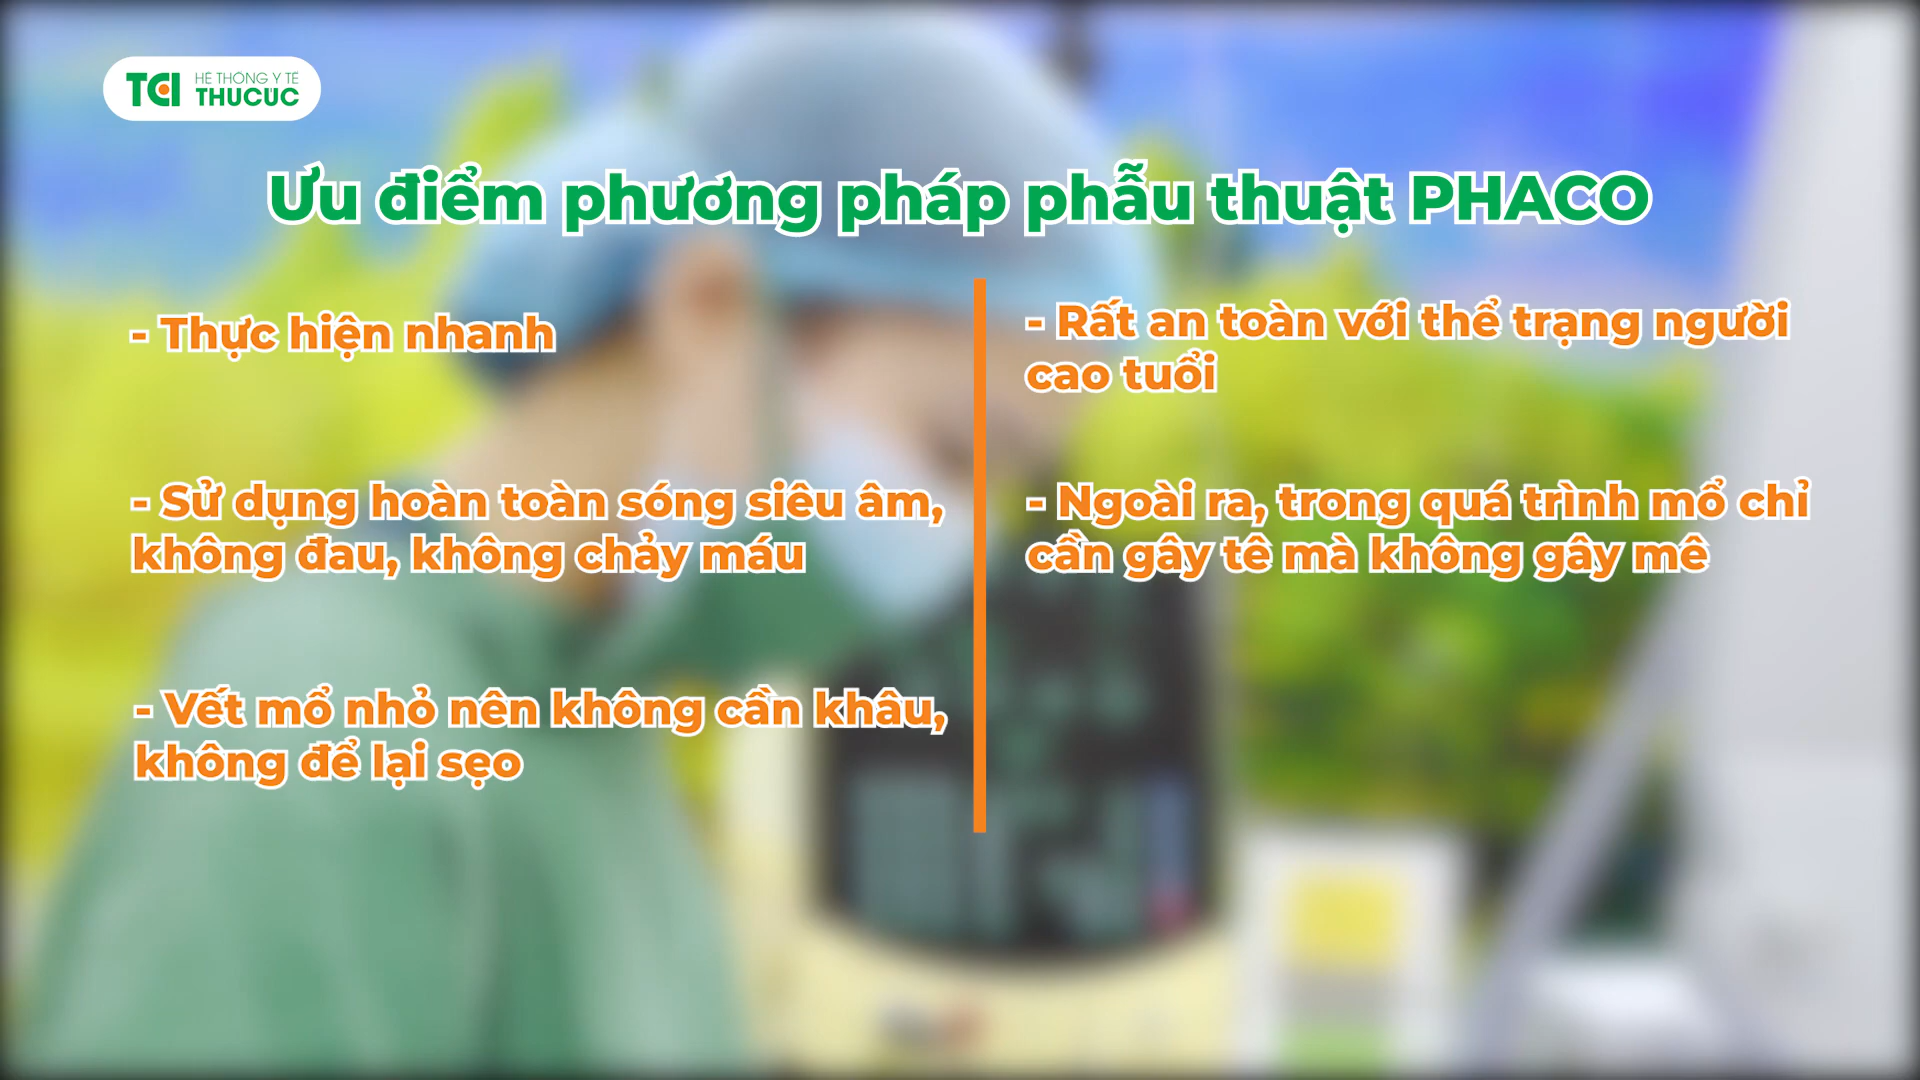 TCI HỆ THỐNG Y TẾ
THUCUC
Ưu điểm phương pháp phẫu thuật PHACO
- Thực hiện nhanh
- Sử dụng hoàn toàn sóng siêu âm,
không đau, không chảy máu
- Vết mổ nhỏ nên không cần khâu,
không để lại sẹo
- Rất an toàn với thể trạng người
cao tuổi
- Ngoài ra, trong quá trình mổ chỉ
cần gây tê mà không gây mê